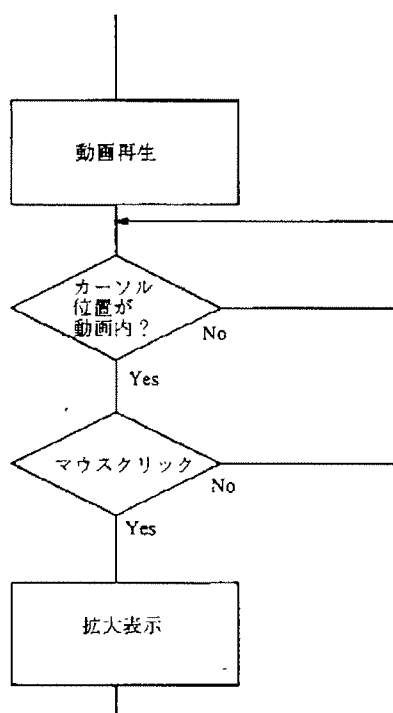 動画再生
カーソル
位置が
動画内？
No
Yes
マウスクリック
No
Yes
拡大表示